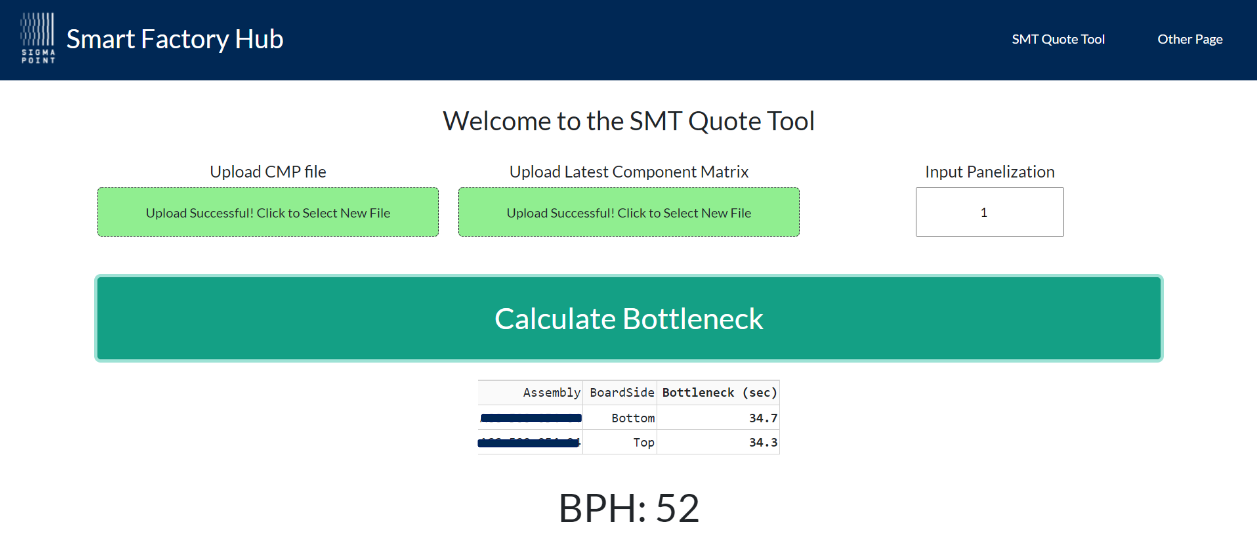 SIGMA
POINT
Smart Factory Hub
SMT Quote Tool
Other Page
Welcome to the SMT Quote Tool
Upload CMP file
Upload Latest Component Matrix
Input Panelization
Upload Successful! Click to Select New File
Upload Successful! Click to Select New File
1
Calculate Bottleneck
Assembly BoardSide Bottleneck (sec)
Bottom 34.7
Top 34.3
BPH: 52